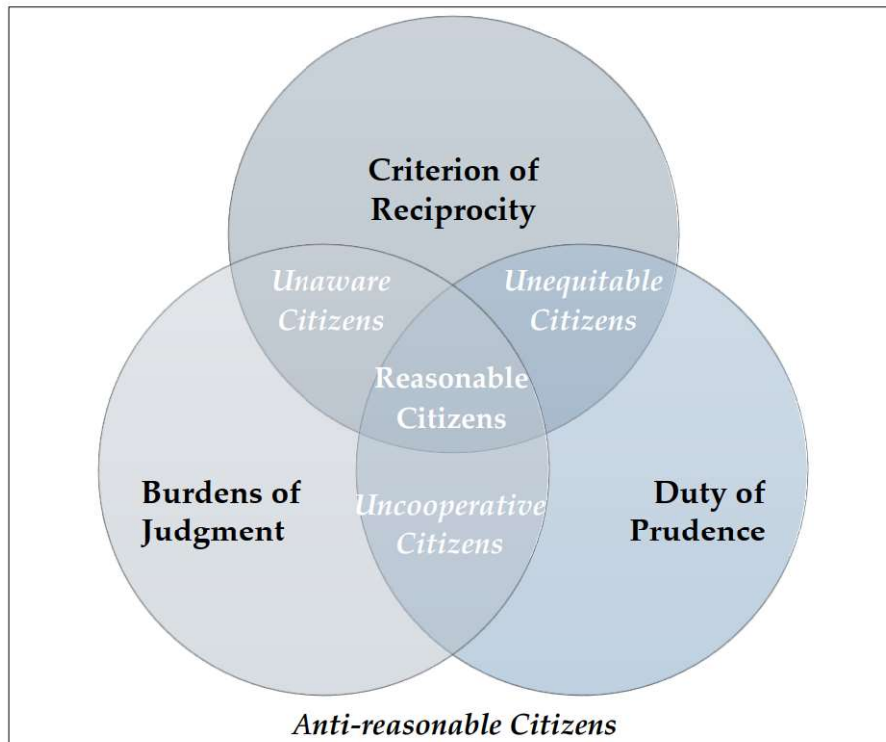 Criterion of
Reciprocity
Unaware
Citizens
Unequitable
Citizens
Reasonable
Citizens
Burdens of
Judgment
Uncooperative
Citizens
Duty of
Prudence
Anti-reasonable Citizens